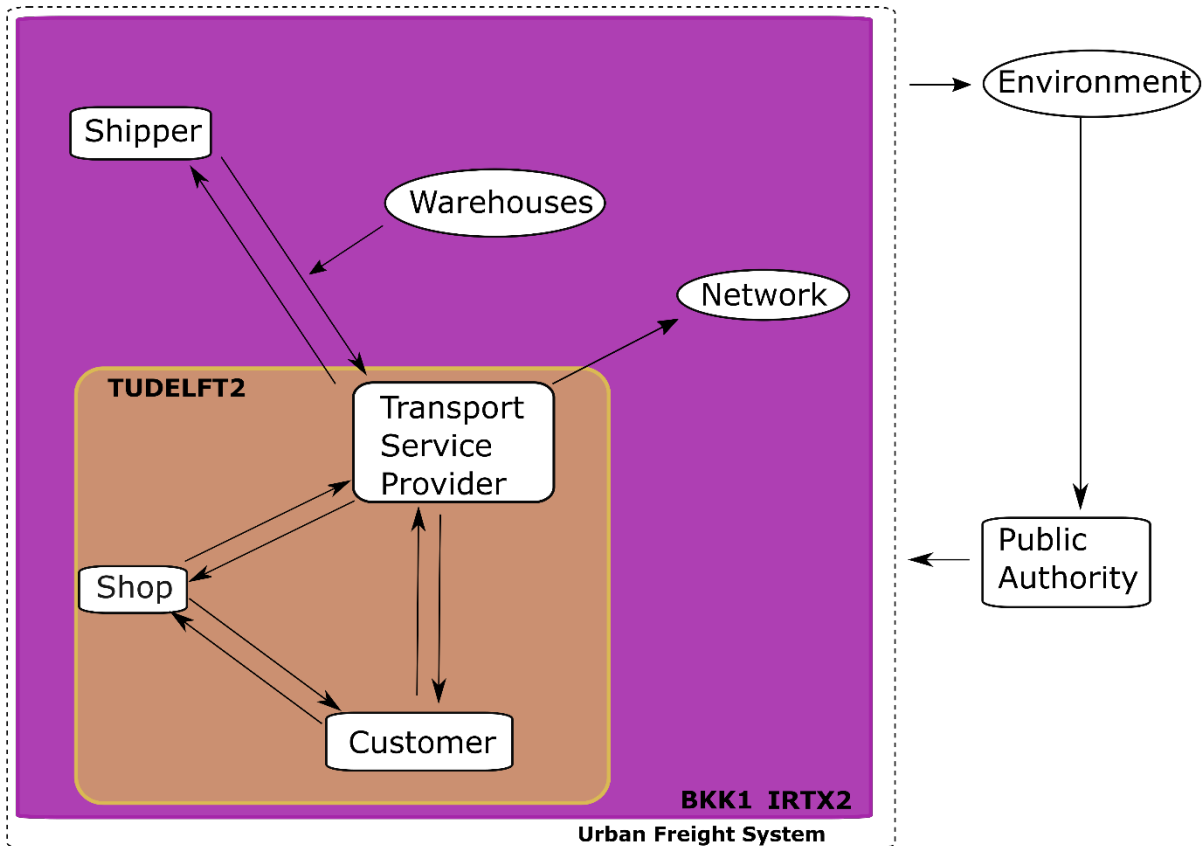 Environment
Shipper
Warehouses
Network
TUDELFT2
Transport
Service
Provider
Public
Authority
Shop
Customer
BKK1 IRTX2
Urban Freight System